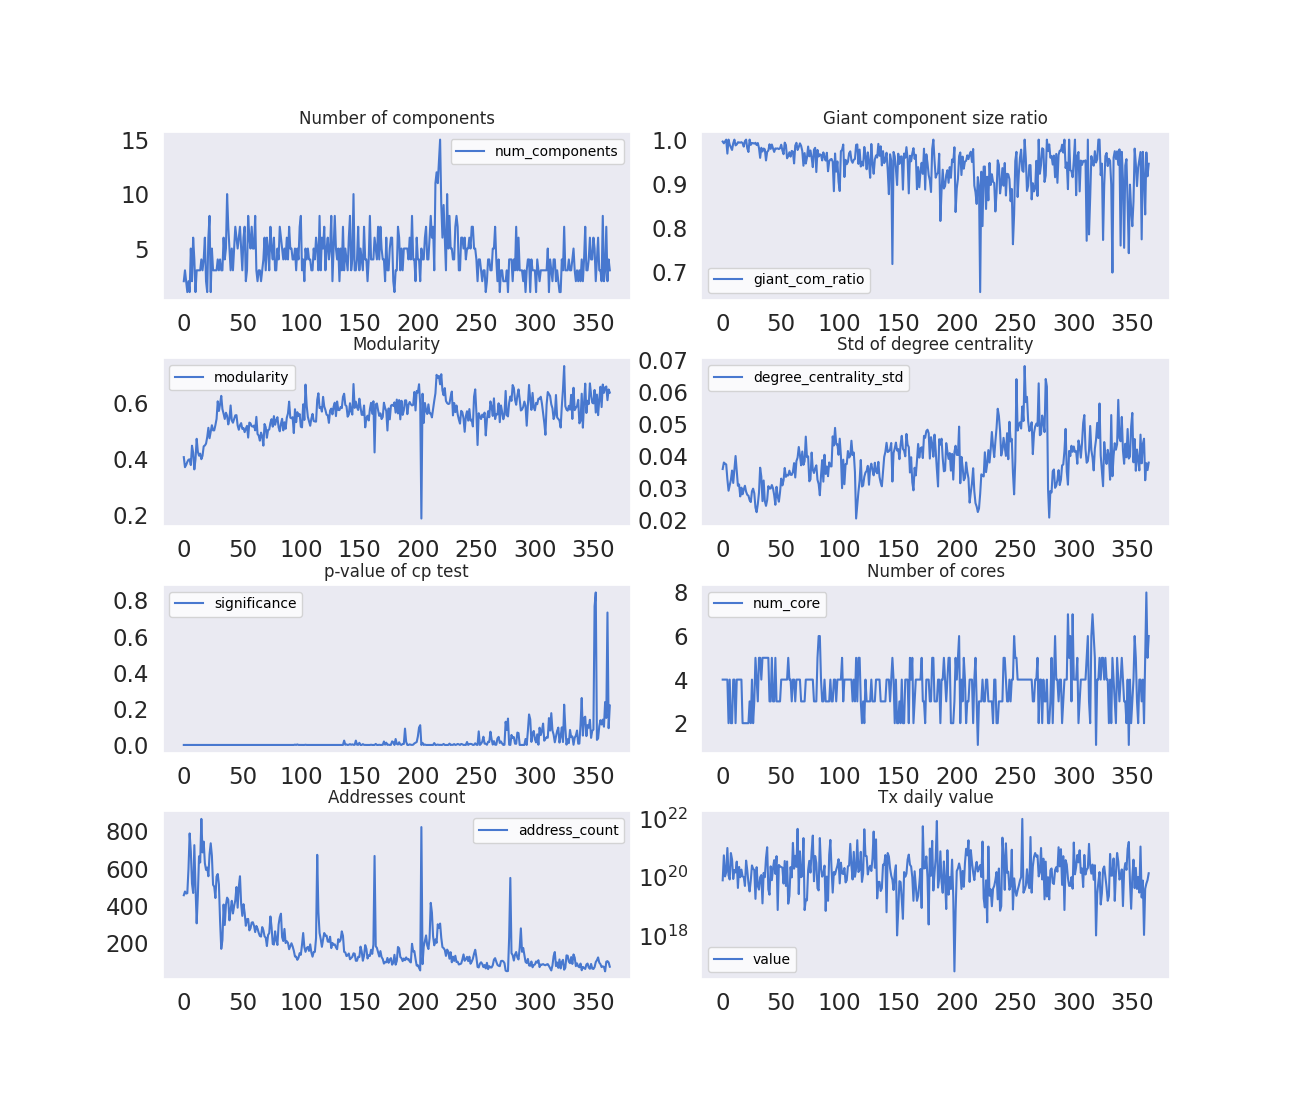 Number of components
Giant component size ratio
15
10
5
num_components
1.0
0.9
0.8
0.7
giant_com_ratio
0 50 100 150 200 250 300 350
0 50 100 150 200 250 300 350
Modularity
Std of degree centrality
0.6
0.4
0.2
modularity
0.07
0.06
0.05
0.04
0.03
0.02
degree_centrality_std
0 50 100 150 200 250 300 350
0 50 100 150 200 250 300 350
p-value of cp test
Number of cores
0.8
0.6
0.4
0.2
0.0
significance
8
6
4
2
num_core
0 50 100 150 200 250 300 350
0 50 100 150 200 250 300 350
Addresses count
Tx daily value
800
600
400
200
address_count
10²²
10²⁰
10¹⁸
value
0 50 100 150 200 250 300 350
0 50 100 150 200 250 300 350